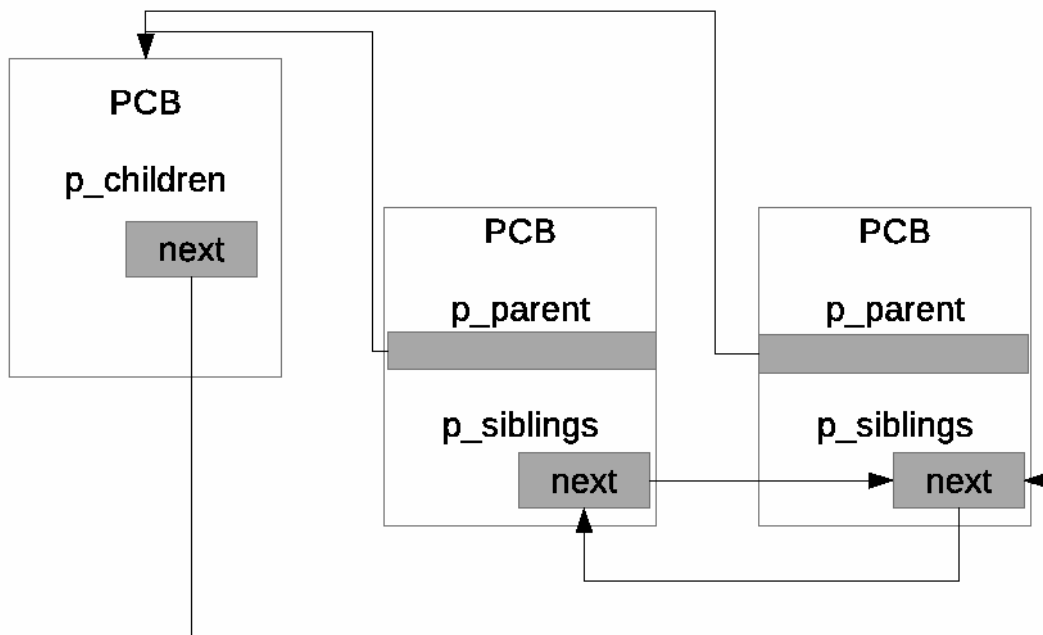 PCB
p_children
next
PCB
p_parent
p_siblings
next
PCB
p_parent
p_siblings
next